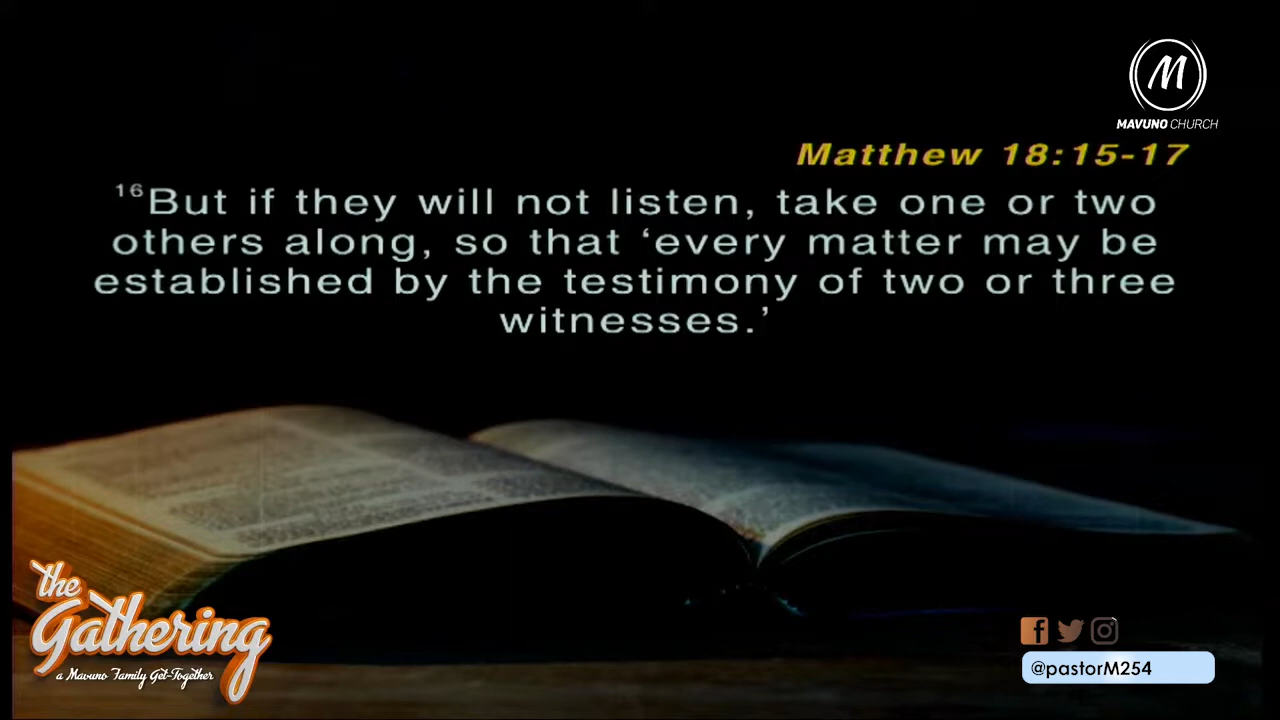 M
MAVUNO CHURCH
Matthew 18:15-17
16But if they will not listen, take one or two
others along, so that ‘every matter may be
established by the testimony of two or three
witnesses.’
the
Gathering
a Mavuno Family Get-Together
f
@pastorM254